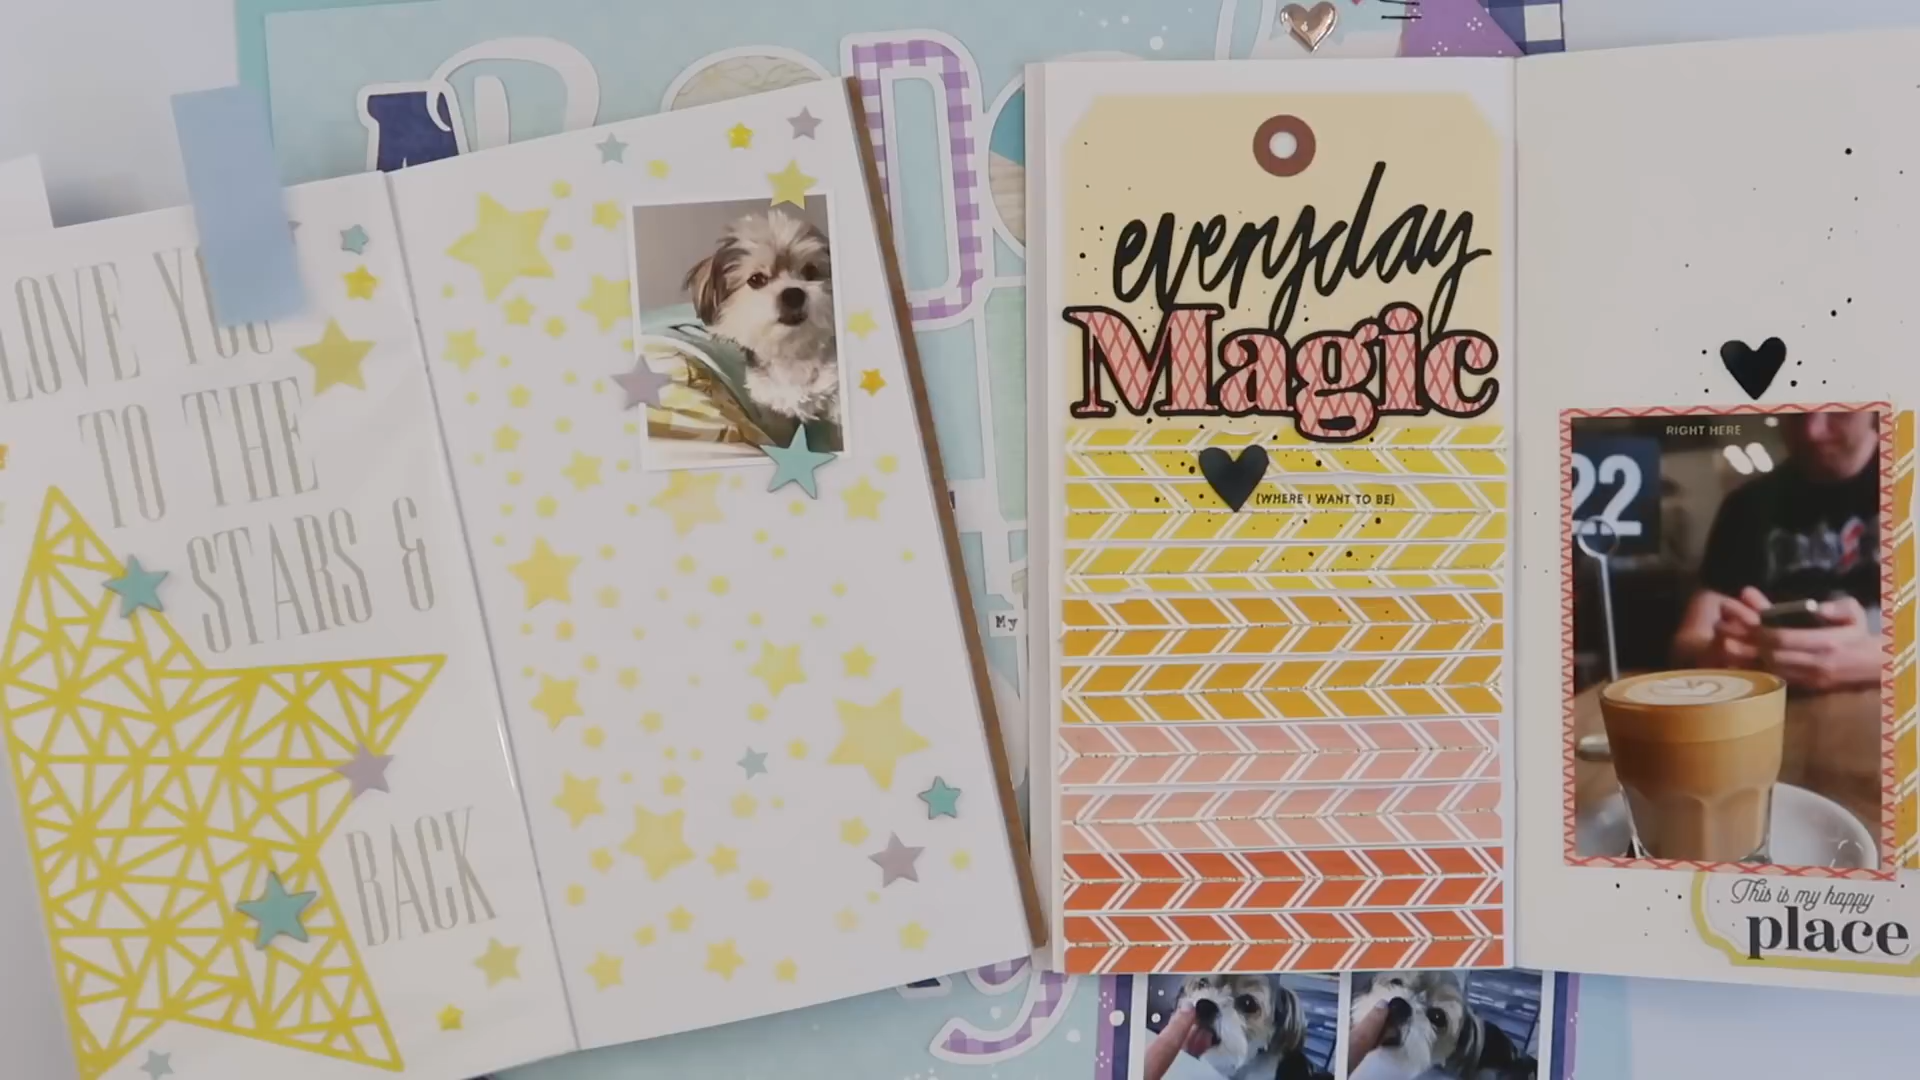 LOVE YOU
TO THE
STARS &
BACK
My
everyday
Magic
(WHERE I WANT TO BE)
RIGHT HERE
22
This is my happy
place